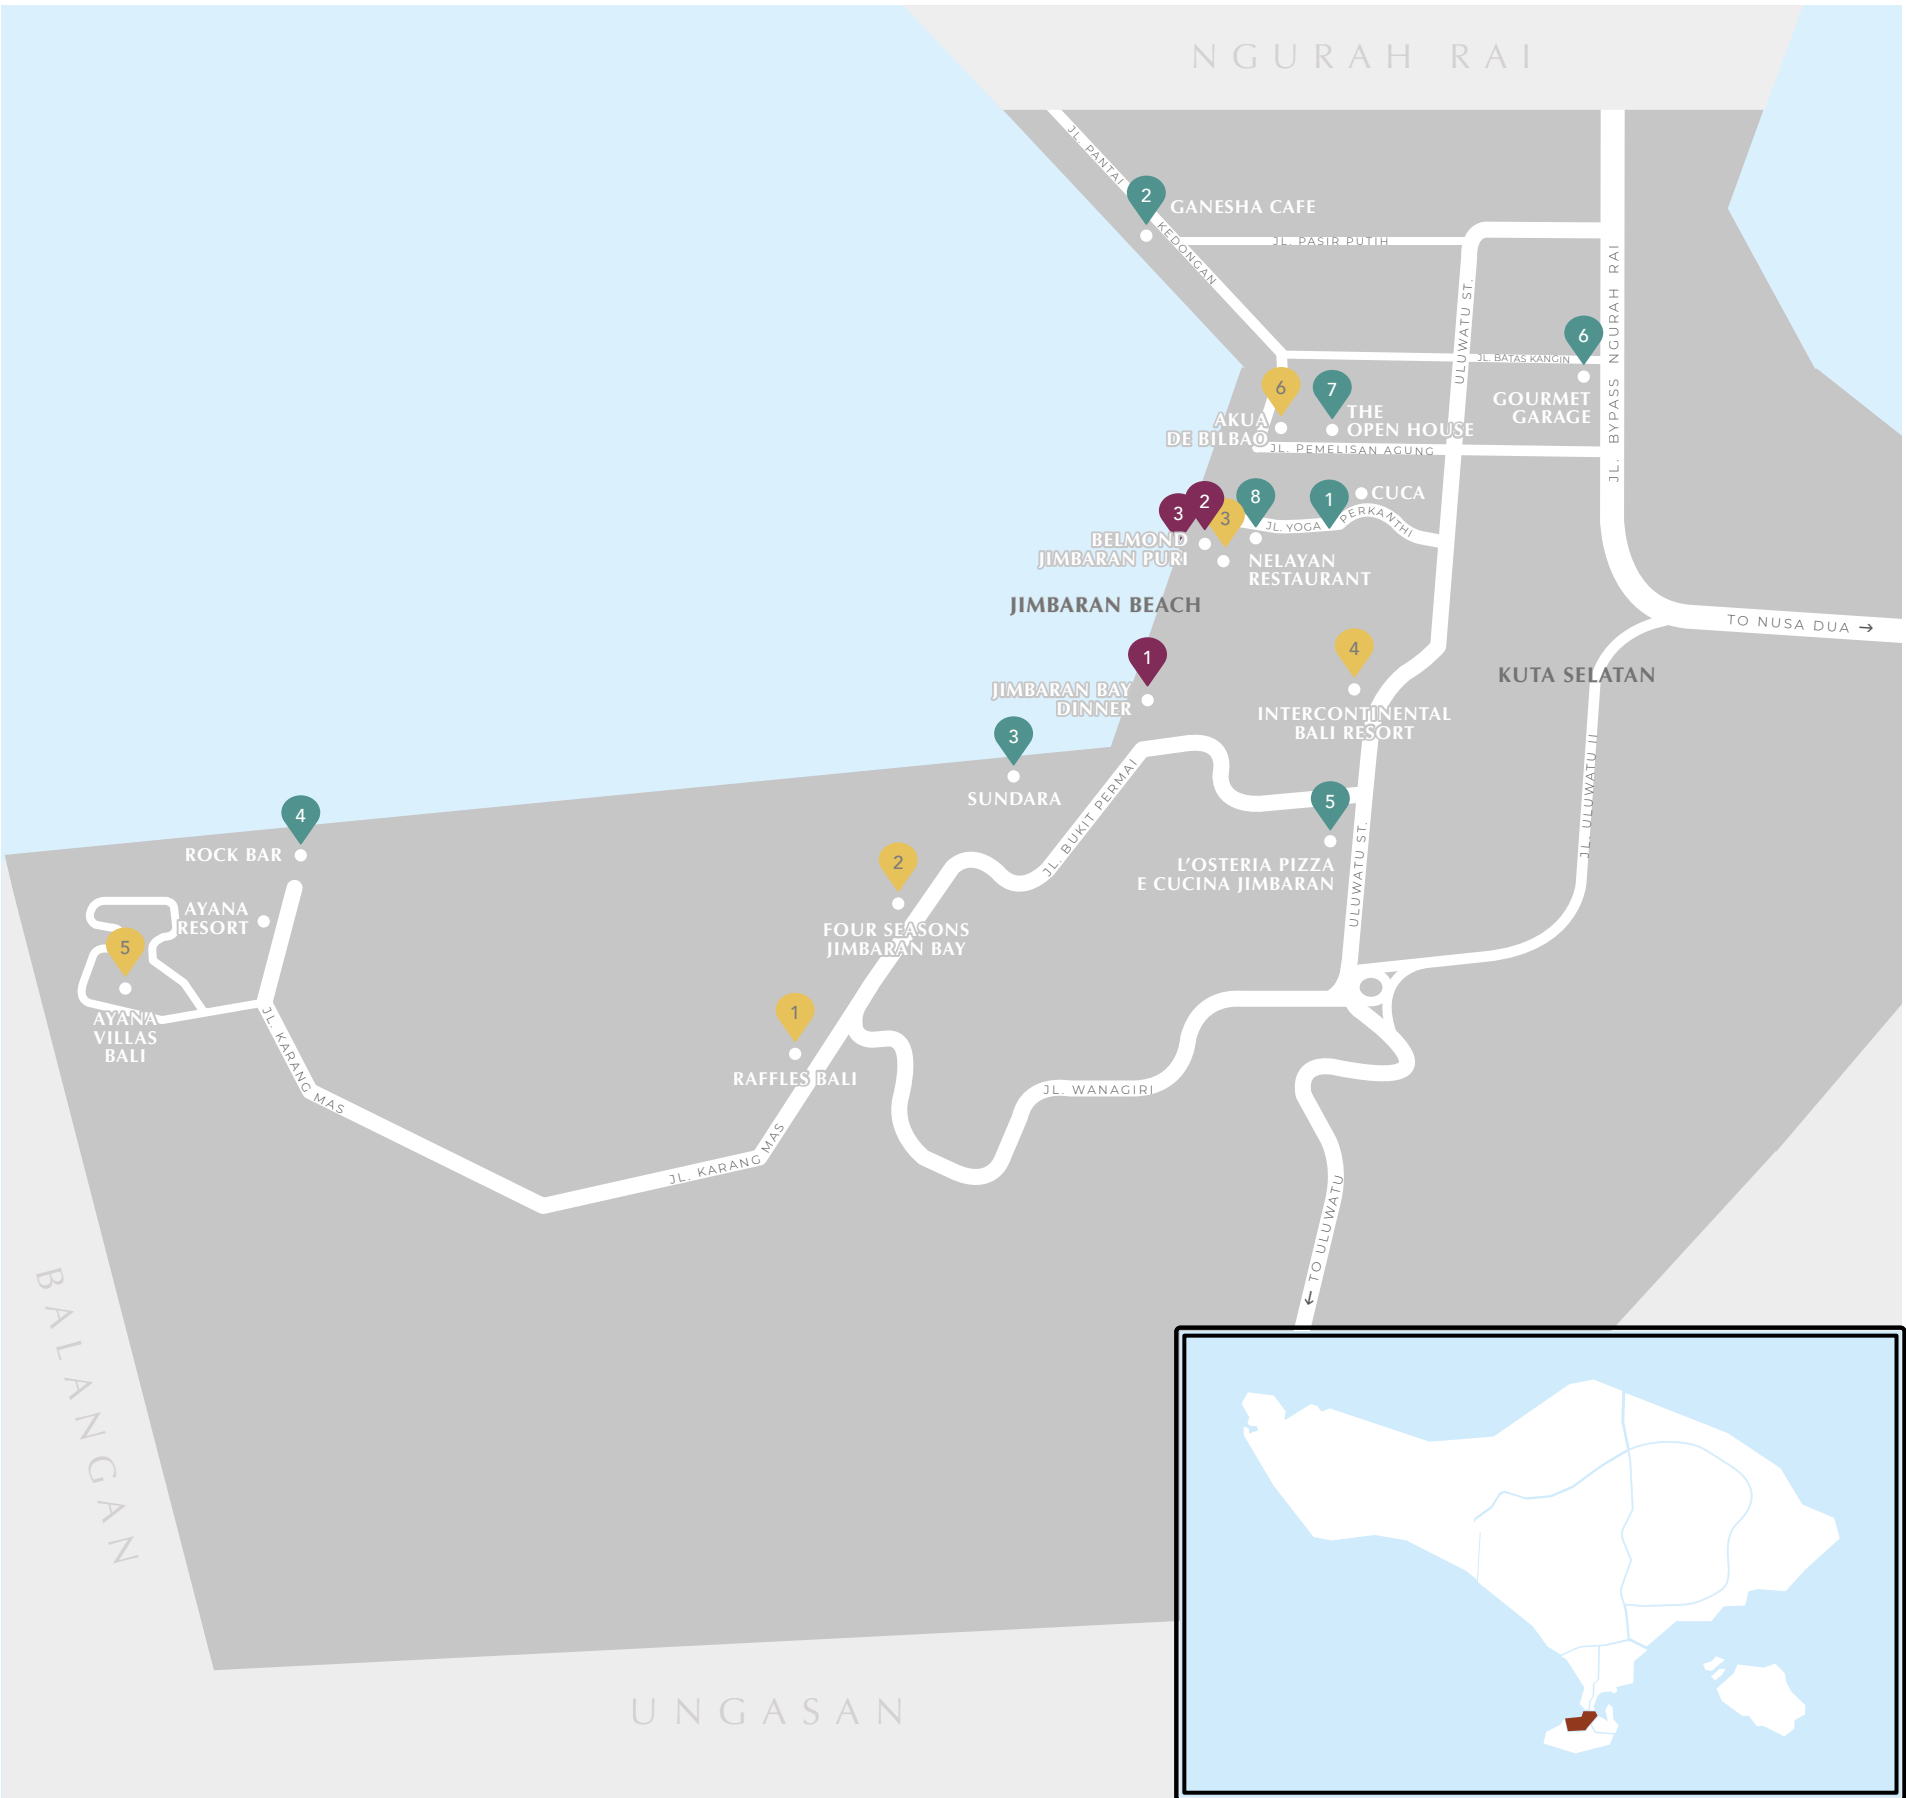 NGURAH RAI
JL. PANTAI
KEDONGAN
2
GANESHA CAFE
JL. PASIR PUTIH
ULUWATU ST.
JL. BYPASS NGURAH RAI
6
JL. BATAS KANGIN
GOURMET
GARAGE
6
7
AKUA
DE BILBAO
THE
OPEN HOUSE
JL. PEMELISAN AGUNG
3
2
3
8
1
CUCA
JL. YOGA
PERKANTHI
BELMOND
JIMBARAN PURI
NELAYAN
RESTAURANT
JIMBARAN BEACH
TO NUSA DUA →
1
4
KUTA SELATAN
JIMBARAN BAY
DINNER
INTERCONTINENTAL
BALI RESORT
3
SUNDARA
JL. BUKIT PERMAI
5
L'OSTERIA PIZZA
E CUCINA JIMBARAN
ULUWATU ST.
JL. ULUWATU II
4
ROCK BAR
2
FOUR SEASONS
JIMBARAN BAY
AYANA
RESORT
5
AYANA
VILLAS
BALI
1
RAFFLES BALI
JL. KARANG MAS
JL. KARANG MAS
JL. WANAGIRI
← TO ULUWATU
BALANGAN
UNGASAN